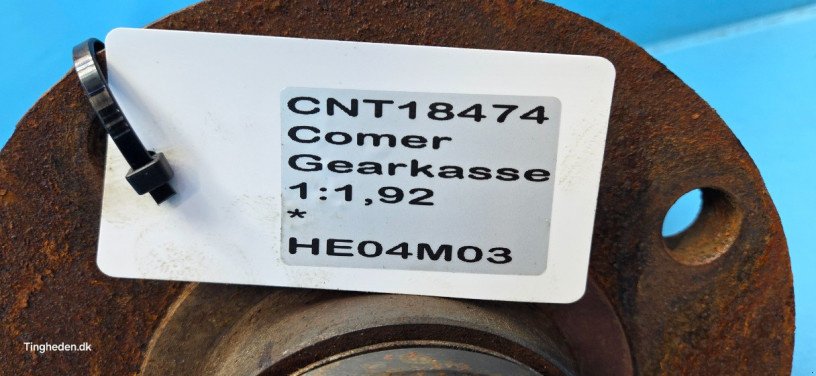 CNT18474
Comer
Gearkasse
1:1,92
*
HE04M03
Tingheden.dk